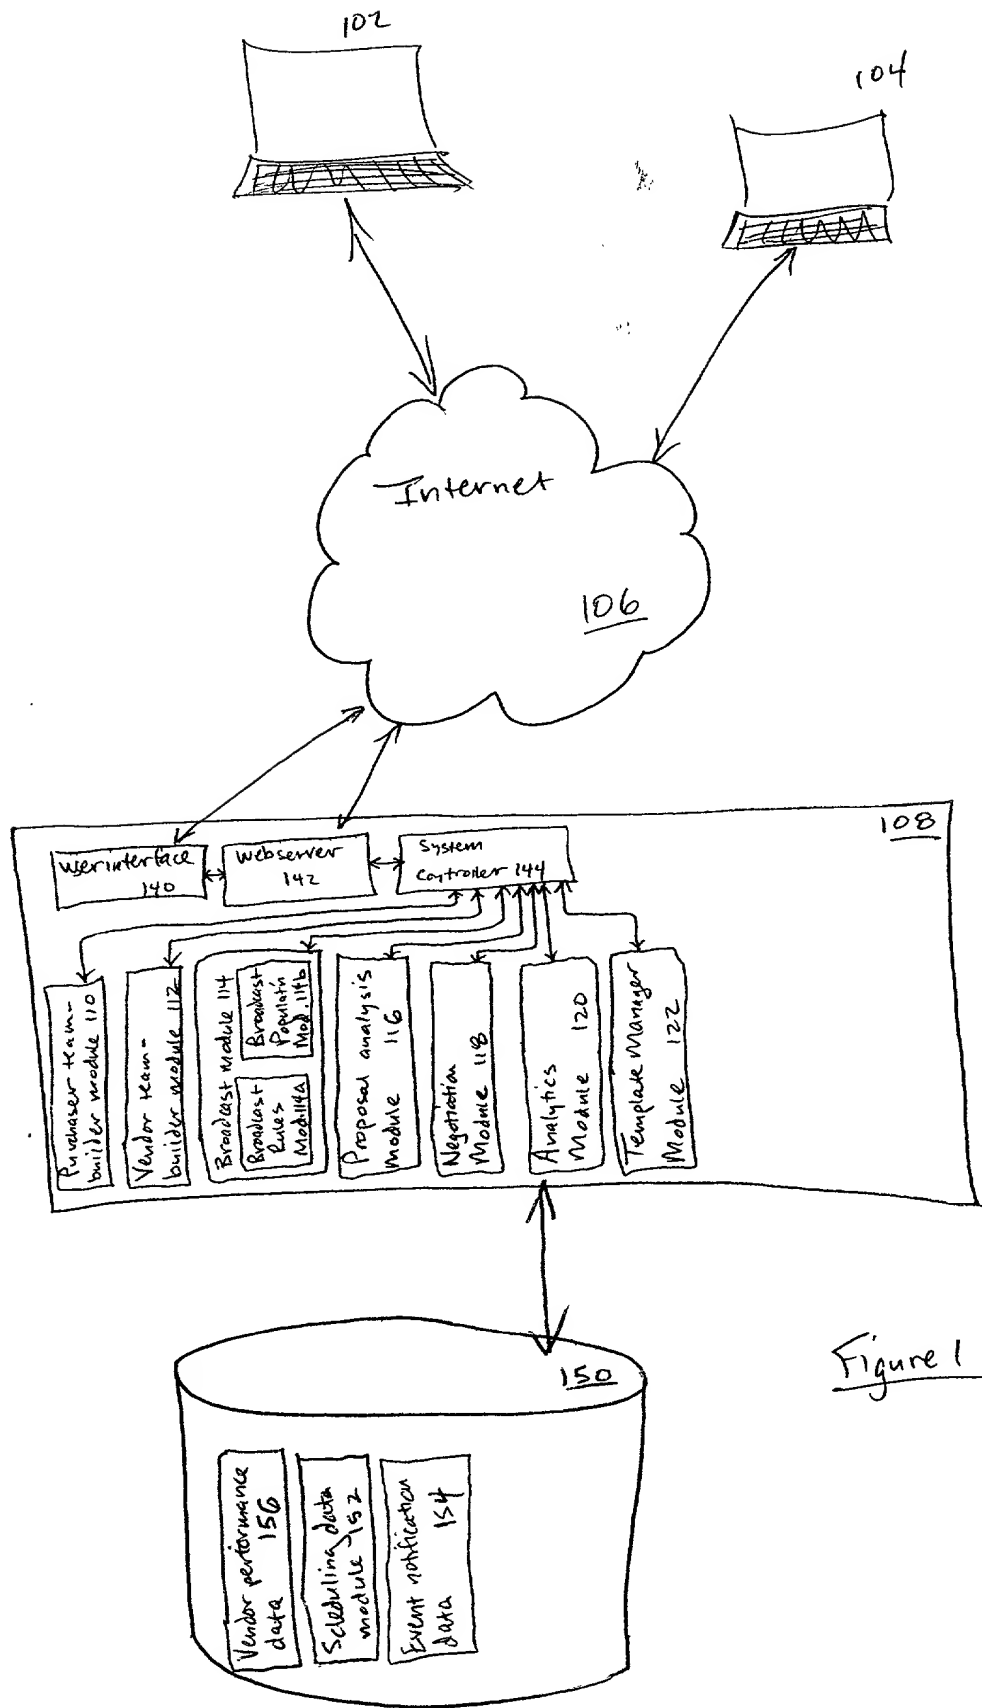 102
104
Internet
106
108
Userinterface
140
Webserver
142
System
Controller 144
Purchaser team-
builder module 110
Vendor team-
builder module 112
Broadcast Module 114
Broadcast
Rules
Mod. 114a
Broadcast
Populat'n
Mod. 114b
Proposal analysis
module 116
Negotiation
Module 118
Analytics
Module 120
Template Manager
Module 122
150
Vendor performance
data 156
Scheduling data
module 152
Event notification
data 154
Figure 1